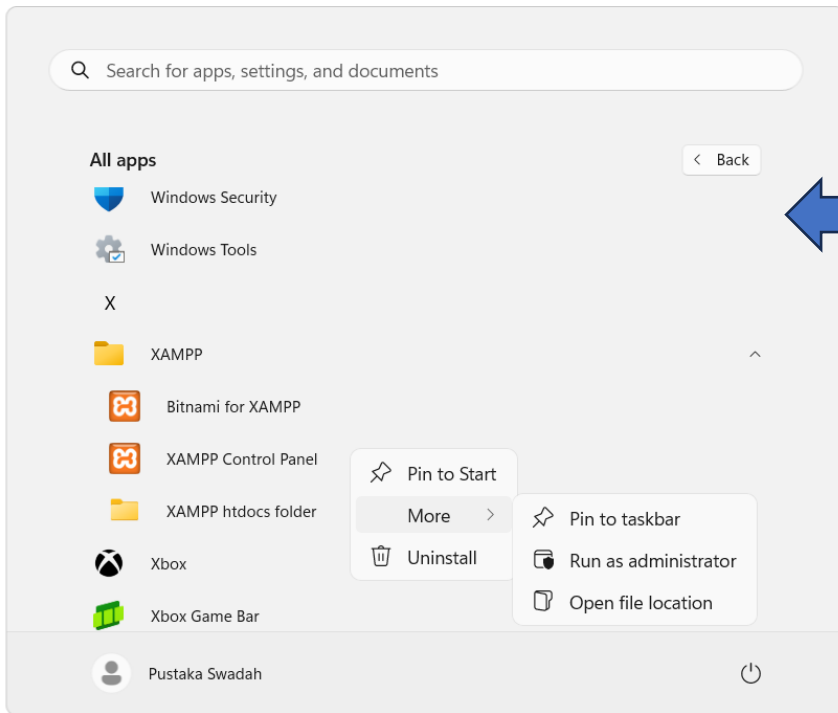 Search for apps, settings, and documents
All apps
Back
Windows Security
Windows Tools
X
XAMPP
Bitnami for XAMPP
XAMPP Control Panel
XAMPP htdocs folder
Xbox
Xbox Game Bar
Pin to Start
More
Uninstall
Pin to taskbar
Run as administrator
Open file location
Pustaka Swadah